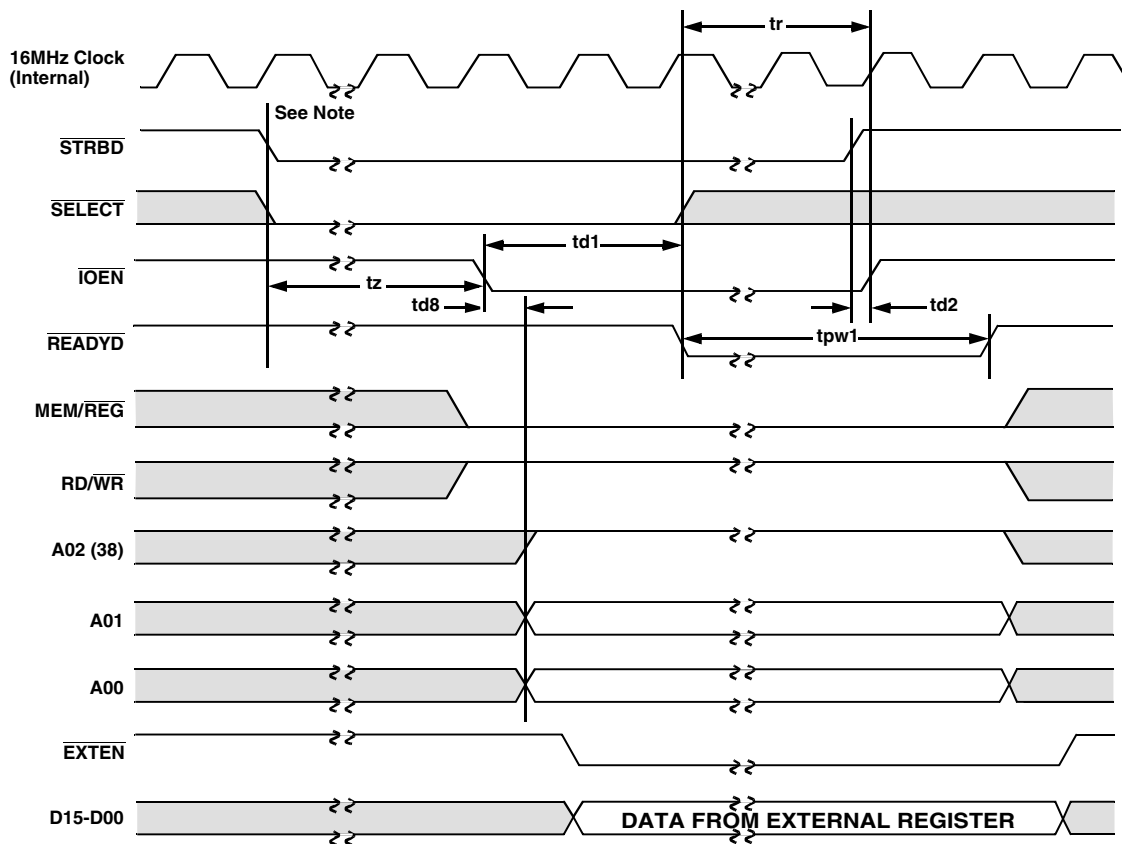 tr
16MHz Clock
(Internal)
See Note
STRBD
SELECT
td1
IOEN
tz
td8
td2
READYD
tpw1
MEM/REG
RD/WR
A02 (38)
A01
A00
EXTEN
D15-D00
DATA FROM EXTERNAL REGISTER